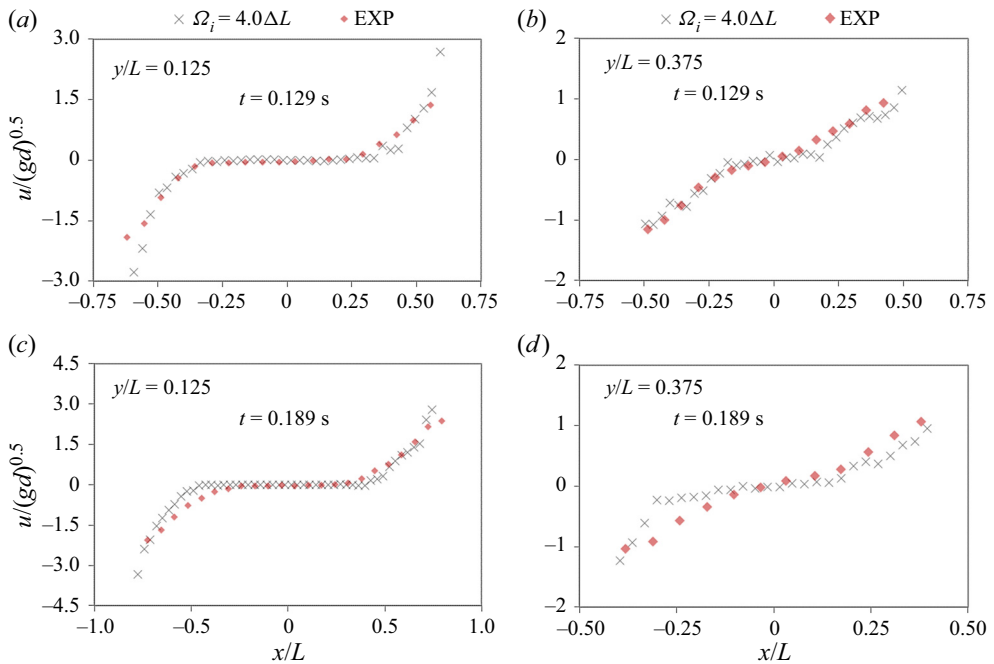 (a) × Ωi = 4.0ΔL ◆ EXP
3.0
y/L = 0.125
t = 0.129 s
1.5
0
–1.5
–3.0
–0.75 –0.50 –0.25 0 0.25 0.50 0.75
u/(gd)^0.5
(b) × Ωi = 4.0ΔL ◆ EXP
2
y/L = 0.375
t = 0.129 s
1
0
–1
–2
–0.75 –0.50 –0.25 0 0.25 0.50 0.75
(c)
4.5
y/L = 0.125
t = 0.189 s
3.0
1.5
0
–1.5
–3.0
–4.5
–1.0 –0.5 0 0.5 1.0
u/(gd)^0.5
x/L
(d)
2
y/L = 0.375
t = 0.189 s
1
0
–1
–2
–0.50 –0.25 0 0.25 0.50
x/L